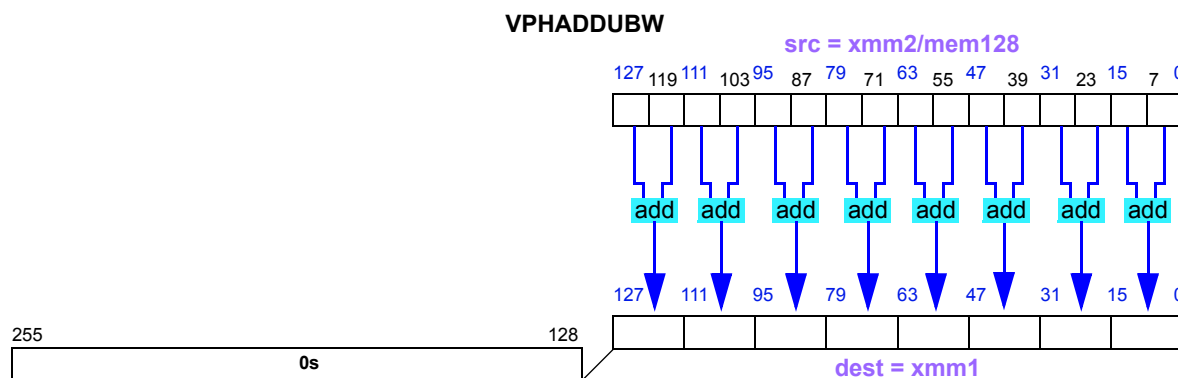 VPHADDUBW
src = xmm2/mem128
127 119 111 103 95 87 79 71 63 55 47 39 31 23 15 7 0
add add add add add add add add
127 111 95 79 63 47 31 15 0
255 128
0s
dest = xmm1